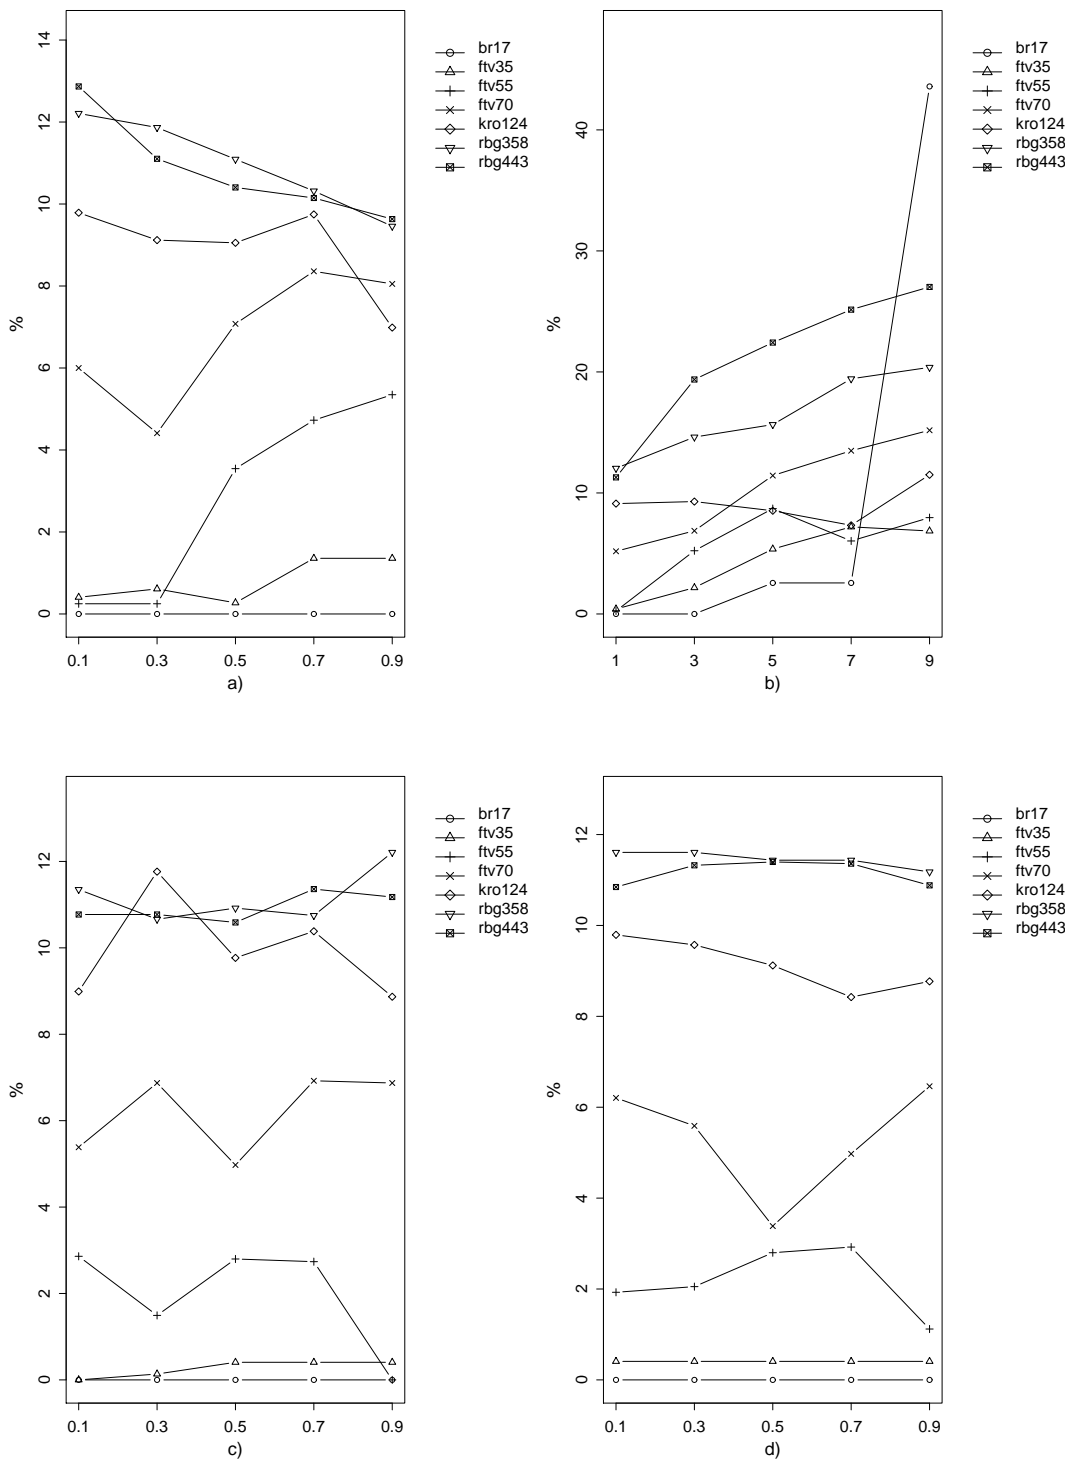 14
12
10
8
6
4
2
0
%
0.1 0.3 0.5 0.7 0.9
a)
br17
ftv35
ftv55
ftv70
kro124
rbg358
rbg443
40
30
20
10
0
%
1 3 5 7 9
b)
br17
ftv35
ftv55
ftv70
kro124
rbg358
rbg443
12
10
8
6
4
2
0
%
0.1 0.3 0.5 0.7 0.9
c)
br17
ftv35
ftv55
ftv70
kro124
rbg358
rbg443
12
10
8
6
4
2
0
%
0.1 0.3 0.5 0.7 0.9
d)
br17
ftv35
ftv55
ftv70
kro124
rbg358
rbg443